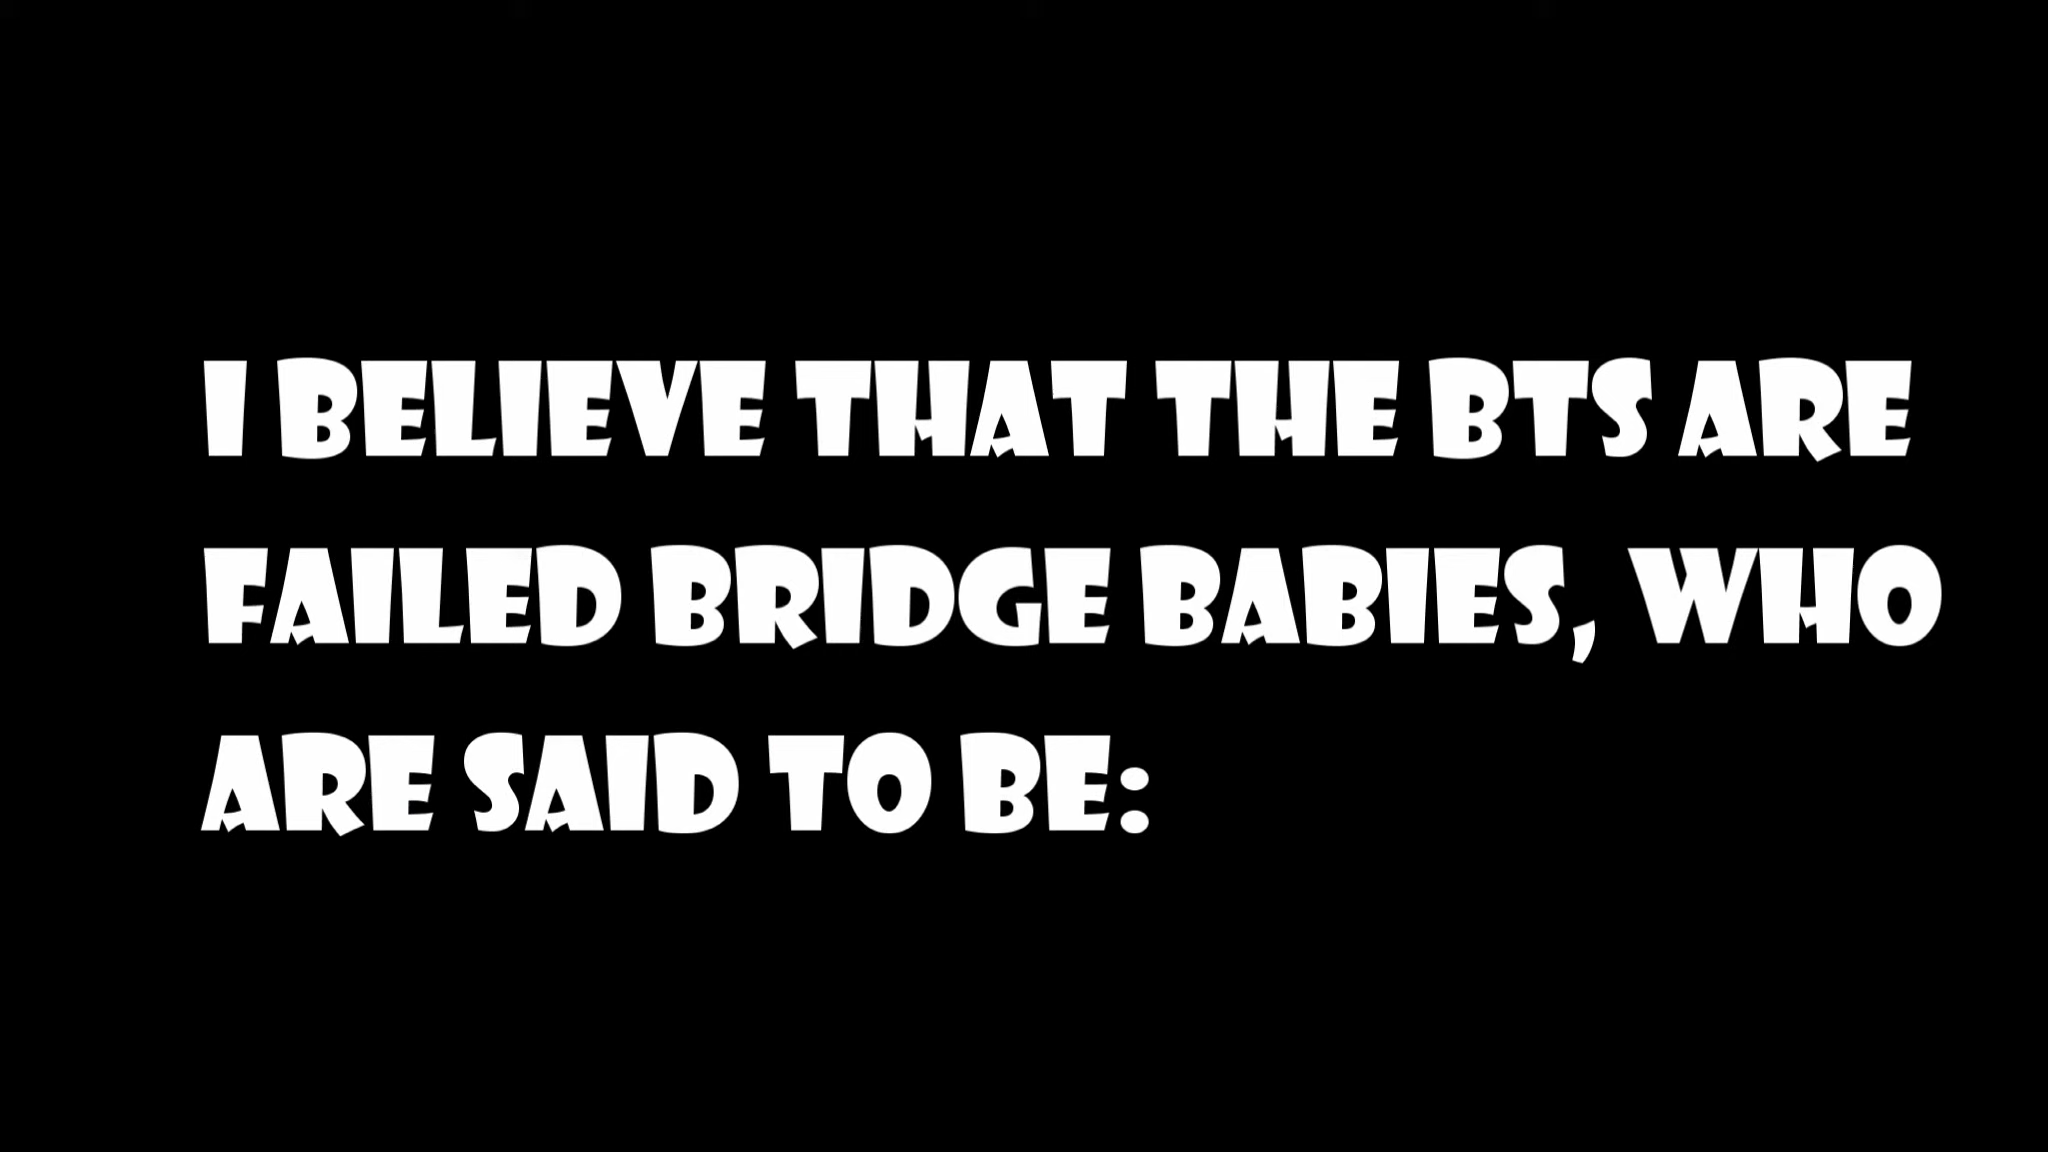 I BELIEVE THAT THE BTS ARE
FAILED BRIDGE BABIES, WHO
ARE SAID TO BE: